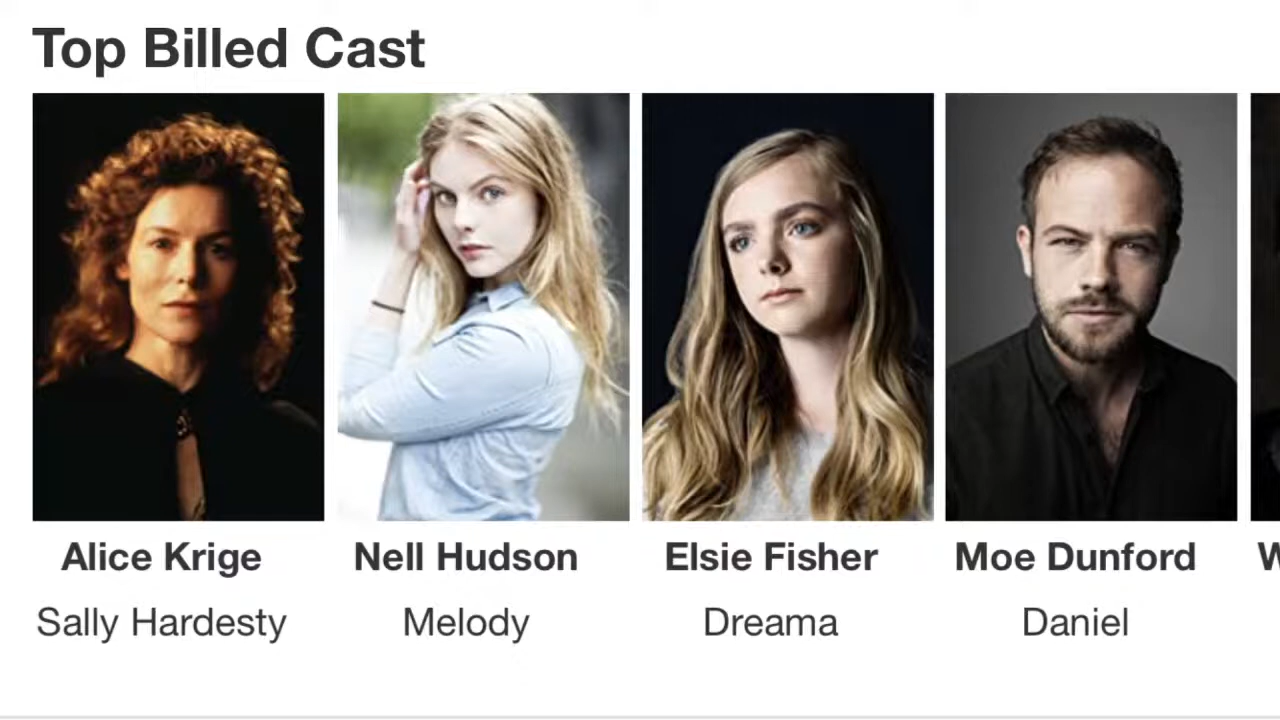 Top Billed Cast
Alice Krige
Nell Hudson
Elsie Fisher
Moe Dunford
W
Sally Hardesty
Melody
Dreama
Daniel